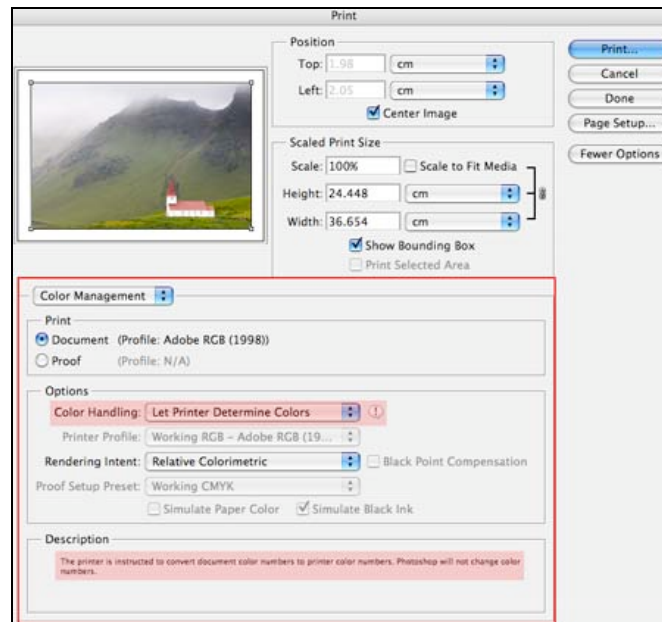 Print
Position
Top: 1.98 cm
Left: 2.05 cm
Center Image
Print...
Cancel
Done
Page Setup...
Fewer Options
Scaled Print Size
Scale: 100% Scale to Fit Media
Height: 24.448 cm
Width: 36.654 cm
Show Bounding Box
Print Selected Area
Color Management
Print
Document (Profile: Adobe RGB (1998))
Proof (Profile: N/A)
Options
Color Handling: Let Printer Determine Colors
Printer Profile: Working RGB – Adobe RGB (19...
Rendering Intent: Relative Colorimetric Black Point Compensation
Proof Setup Preset: Working CMYK
Simulate Paper Color Simulate Black Ink
Description
The printer is instructed to convert document color numbers to printer color numbers. Photoshop will not change color
numbers.